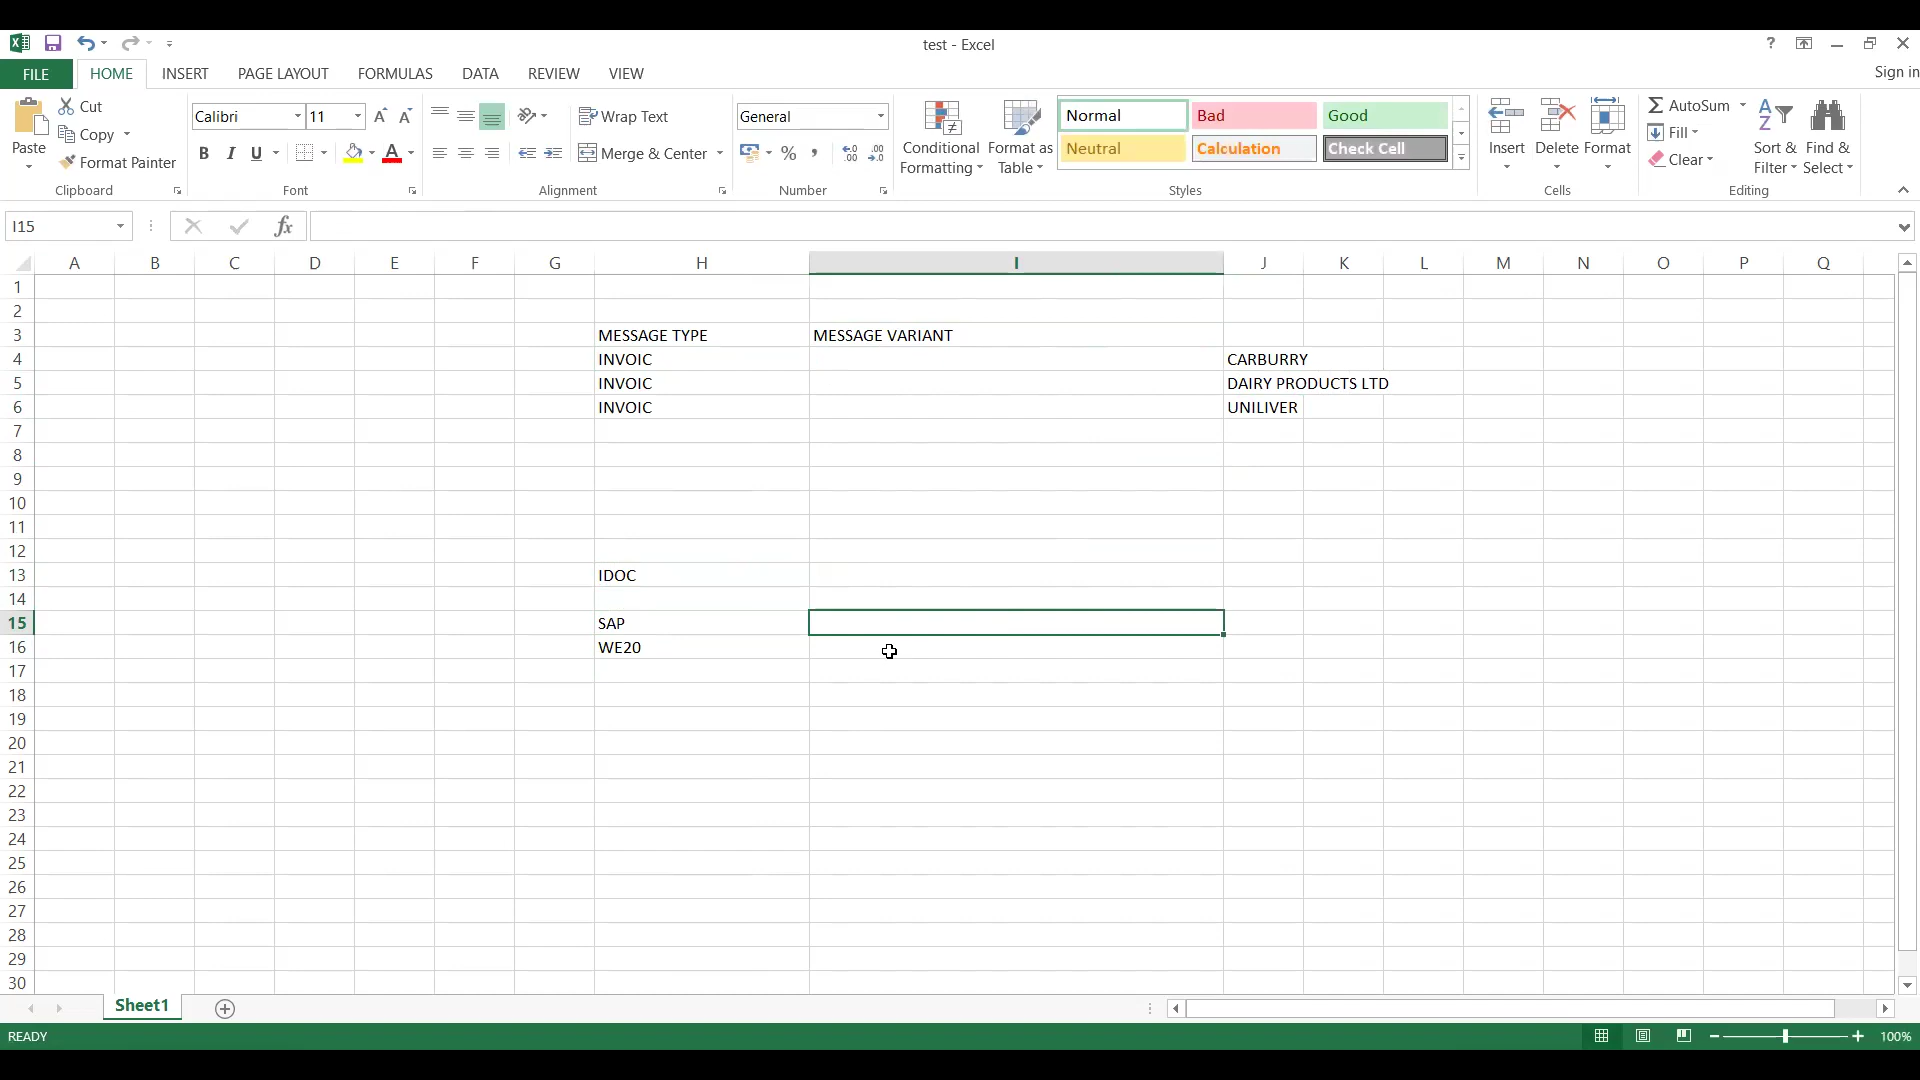 test - Excel
?
Sign in
FILE HOME INSERT PAGE LAYOUT FORMULAS DATA REVIEW VIEW
Paste
Cut
Copy
Format Painter
Clipboard
Calibri 11
B I U
Font
Wrap Text
Merge & Center
Alignment
General
%
Number
Conditional Formatting
Format as Table
Normal Bad Good
Neutral Calculation Check Cell
Styles
Insert Delete Format
Cells
AutoSum
Fill
Clear
Sort & Filter
Find & Select
Editing
I15
fx
A B C D E F G H I J K L M N O P Q
1
2
3 MESSAGE TYPE MESSAGE VARIANT
4 INVOIC CARBURRY
5 INVOIC DAIRY PRODUCTS LTD
6 INVOIC UNILIVER
7
8
9
10
11
12
13 IDOC
14
15 SAP
16 WE20
17
18
19
20
21
22
23
24
25
26
27
28
29
30
Sheet1
READY
100%